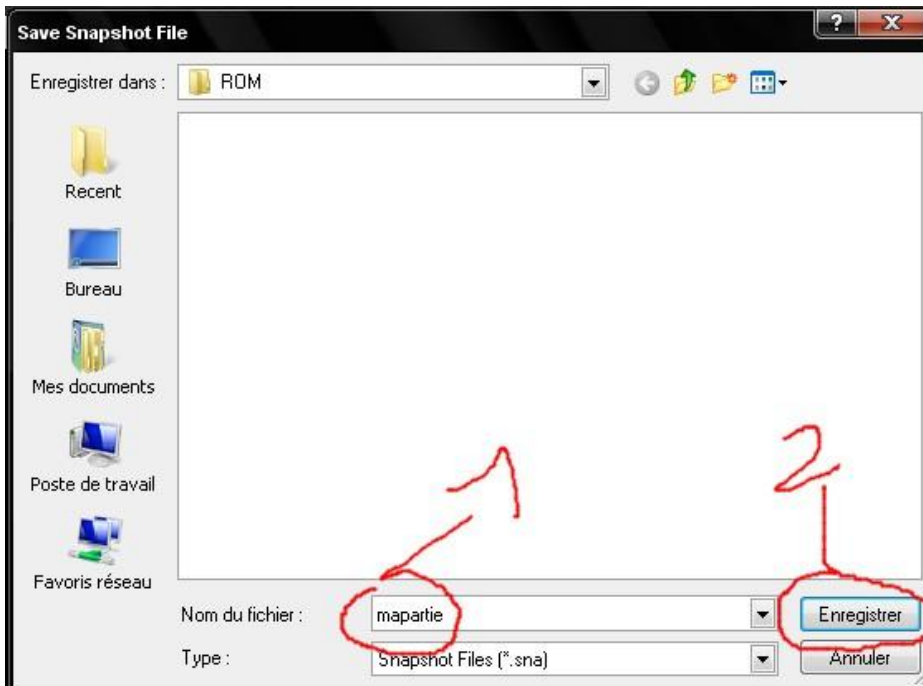 Save Snapshot File
?
X
Enregistrer dans :
ROM
Recent
Bureau
Mes documents
Poste de travail
Favoris réseau
1
2
Nom du fichier :
mapartie
Enregistrer
Type :
Snapshot Files (*.sna)
Annuler